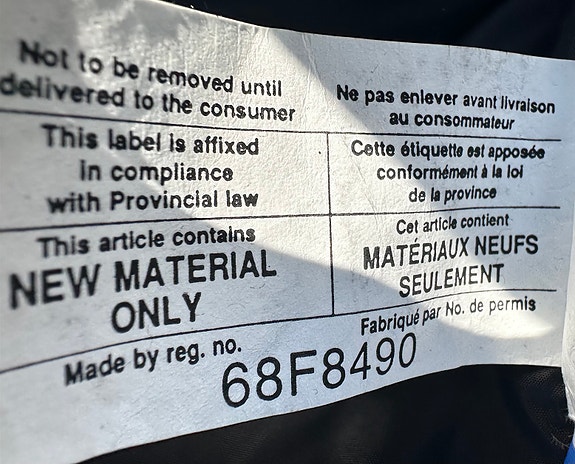 Not to be removed until
delivered to the consumer
Ne pas enlever avant livraison
au consommateur
This label is affixed
in compliance
with Provincial law
Cette étiquette est apposée
conformément à la loi
de la province
This article contains
NEW MATERIAL
ONLY
Cet article contient
MATÉRIAUX NEUFS
SEULEMENT
Made by reg. no.
Fabriqué par No. de permis
68F8490